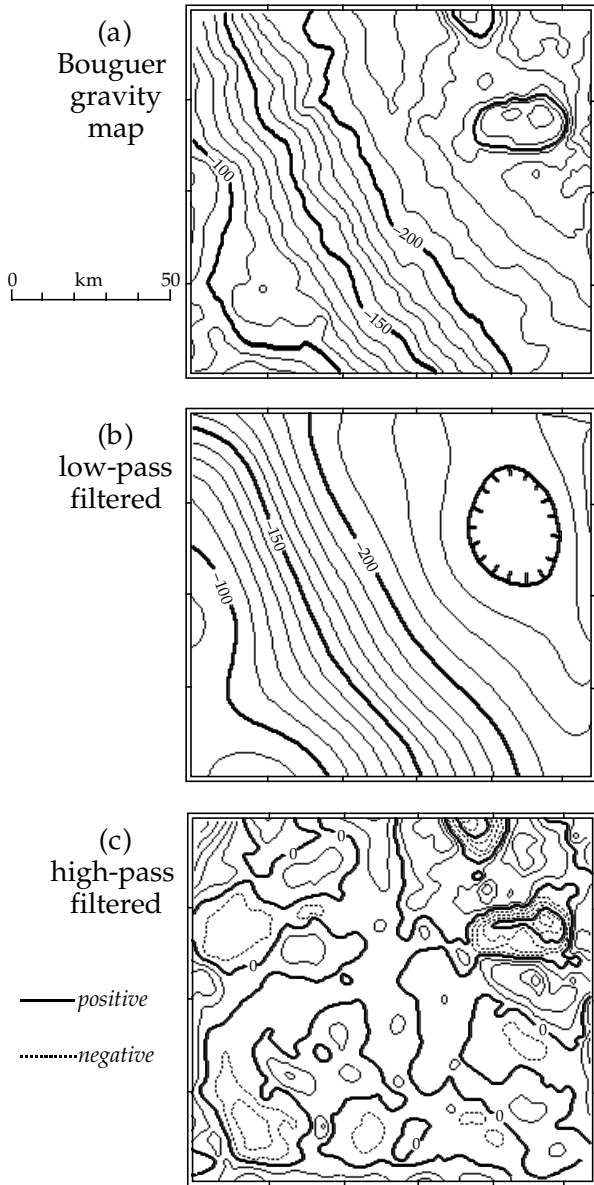 (a)
Bouguer
gravity
map
–100
–200
–150
0 km 50
(b)
low-pass
filtered
–150
–200
–100
(c)
high-pass
filtered
0
0
0
0
0
0
0
0
positive
negative